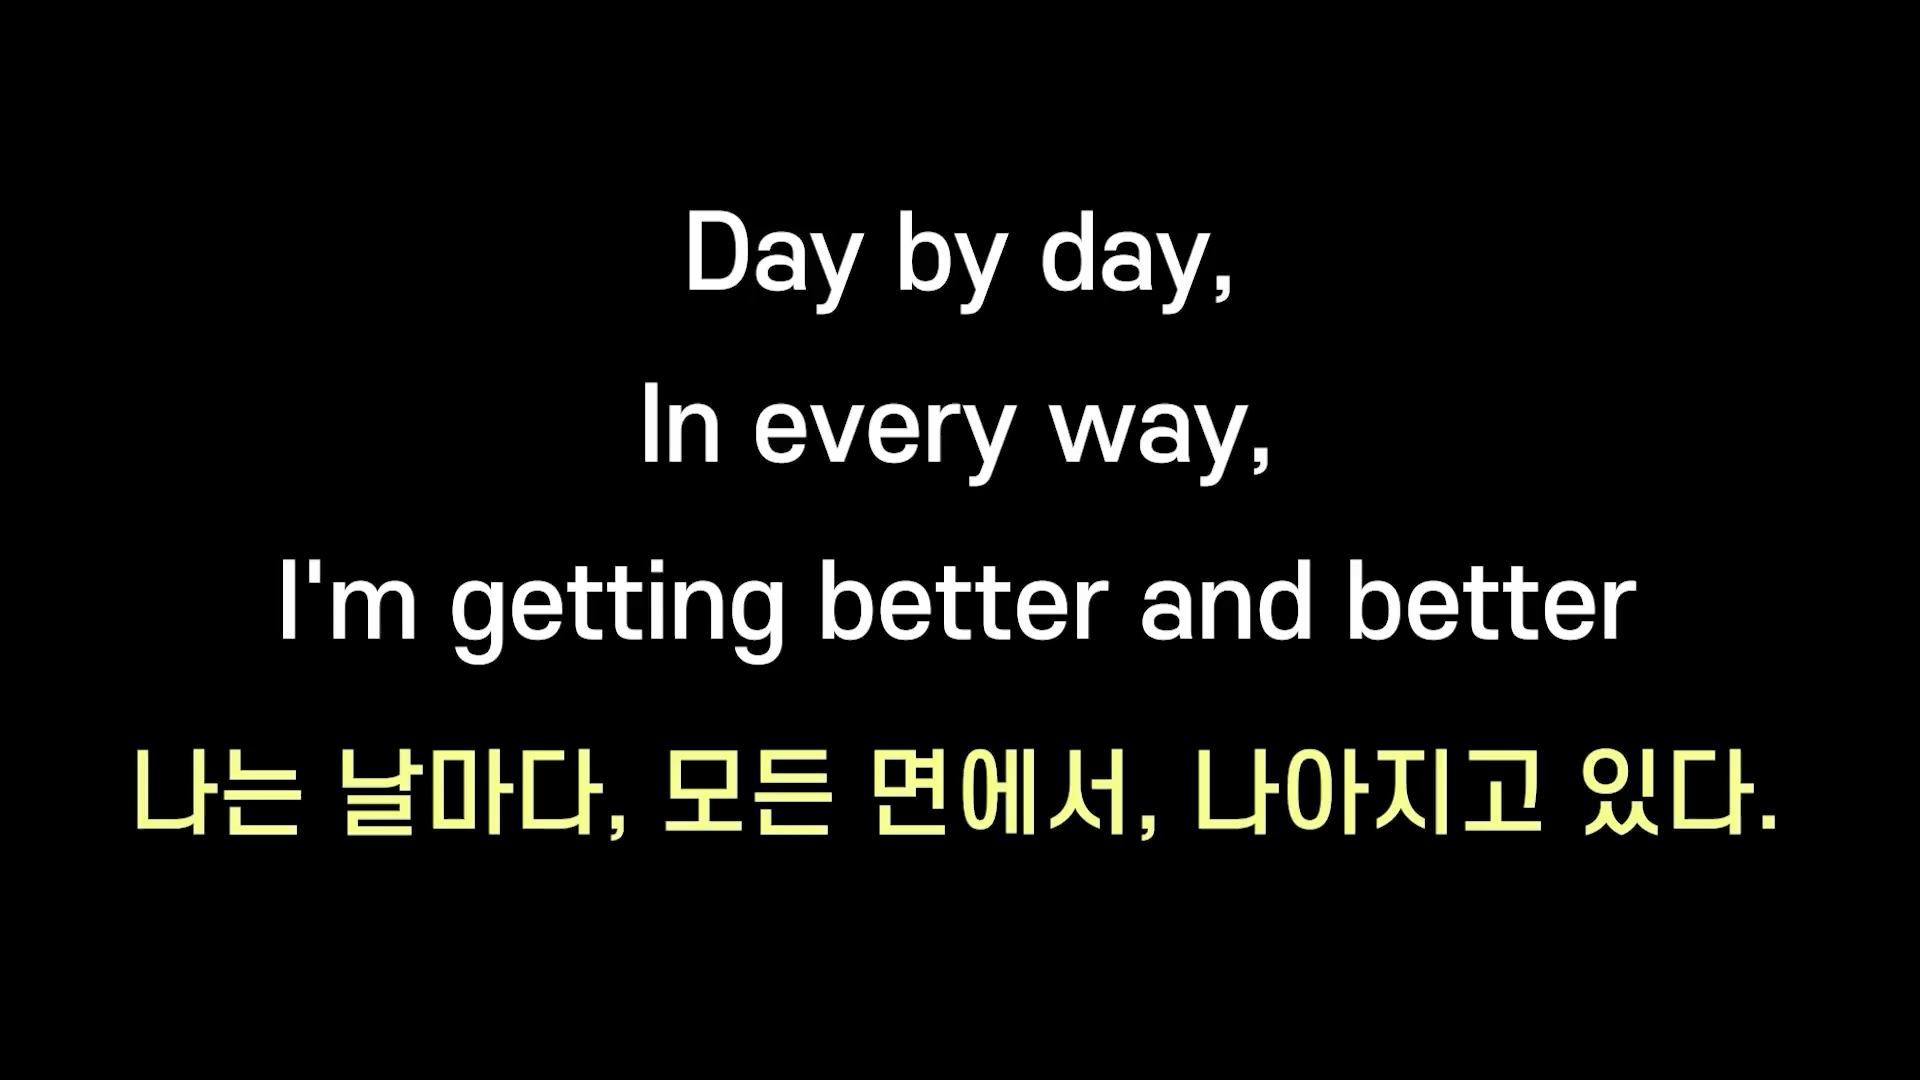 Day by day,
In every way,
I'm getting better and better
나는 날마다, 모든 면에서, 나아지고 있다.